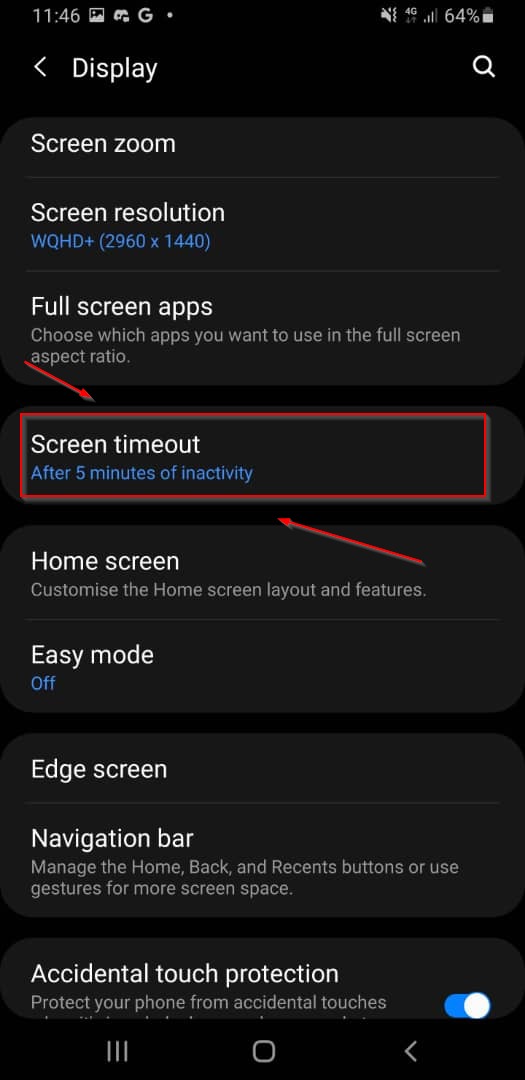 11:46 G 4G 64%
Display
Screen zoom
Screen resolution
WQHD+ (2960 x 1440)
Full screen apps
Choose which apps you want to use in the full screen
aspect ratio.
Screen timeout
After 5 minutes of inactivity
Home screen
Customise the Home screen layout and features.
Easy mode
Off
Edge screen
Navigation bar
Manage the Home, Back, and Recents buttons or use
gestures for more screen space.
Accidental touch protection
Protect your phone from accidental touches